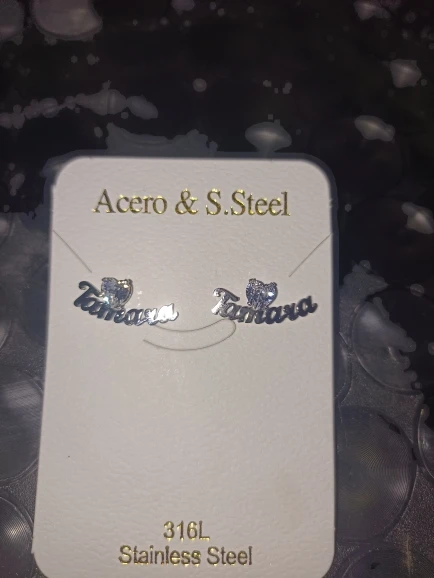 Acero & S.Steel
Tamara Tamara
316L
Stainless Steel